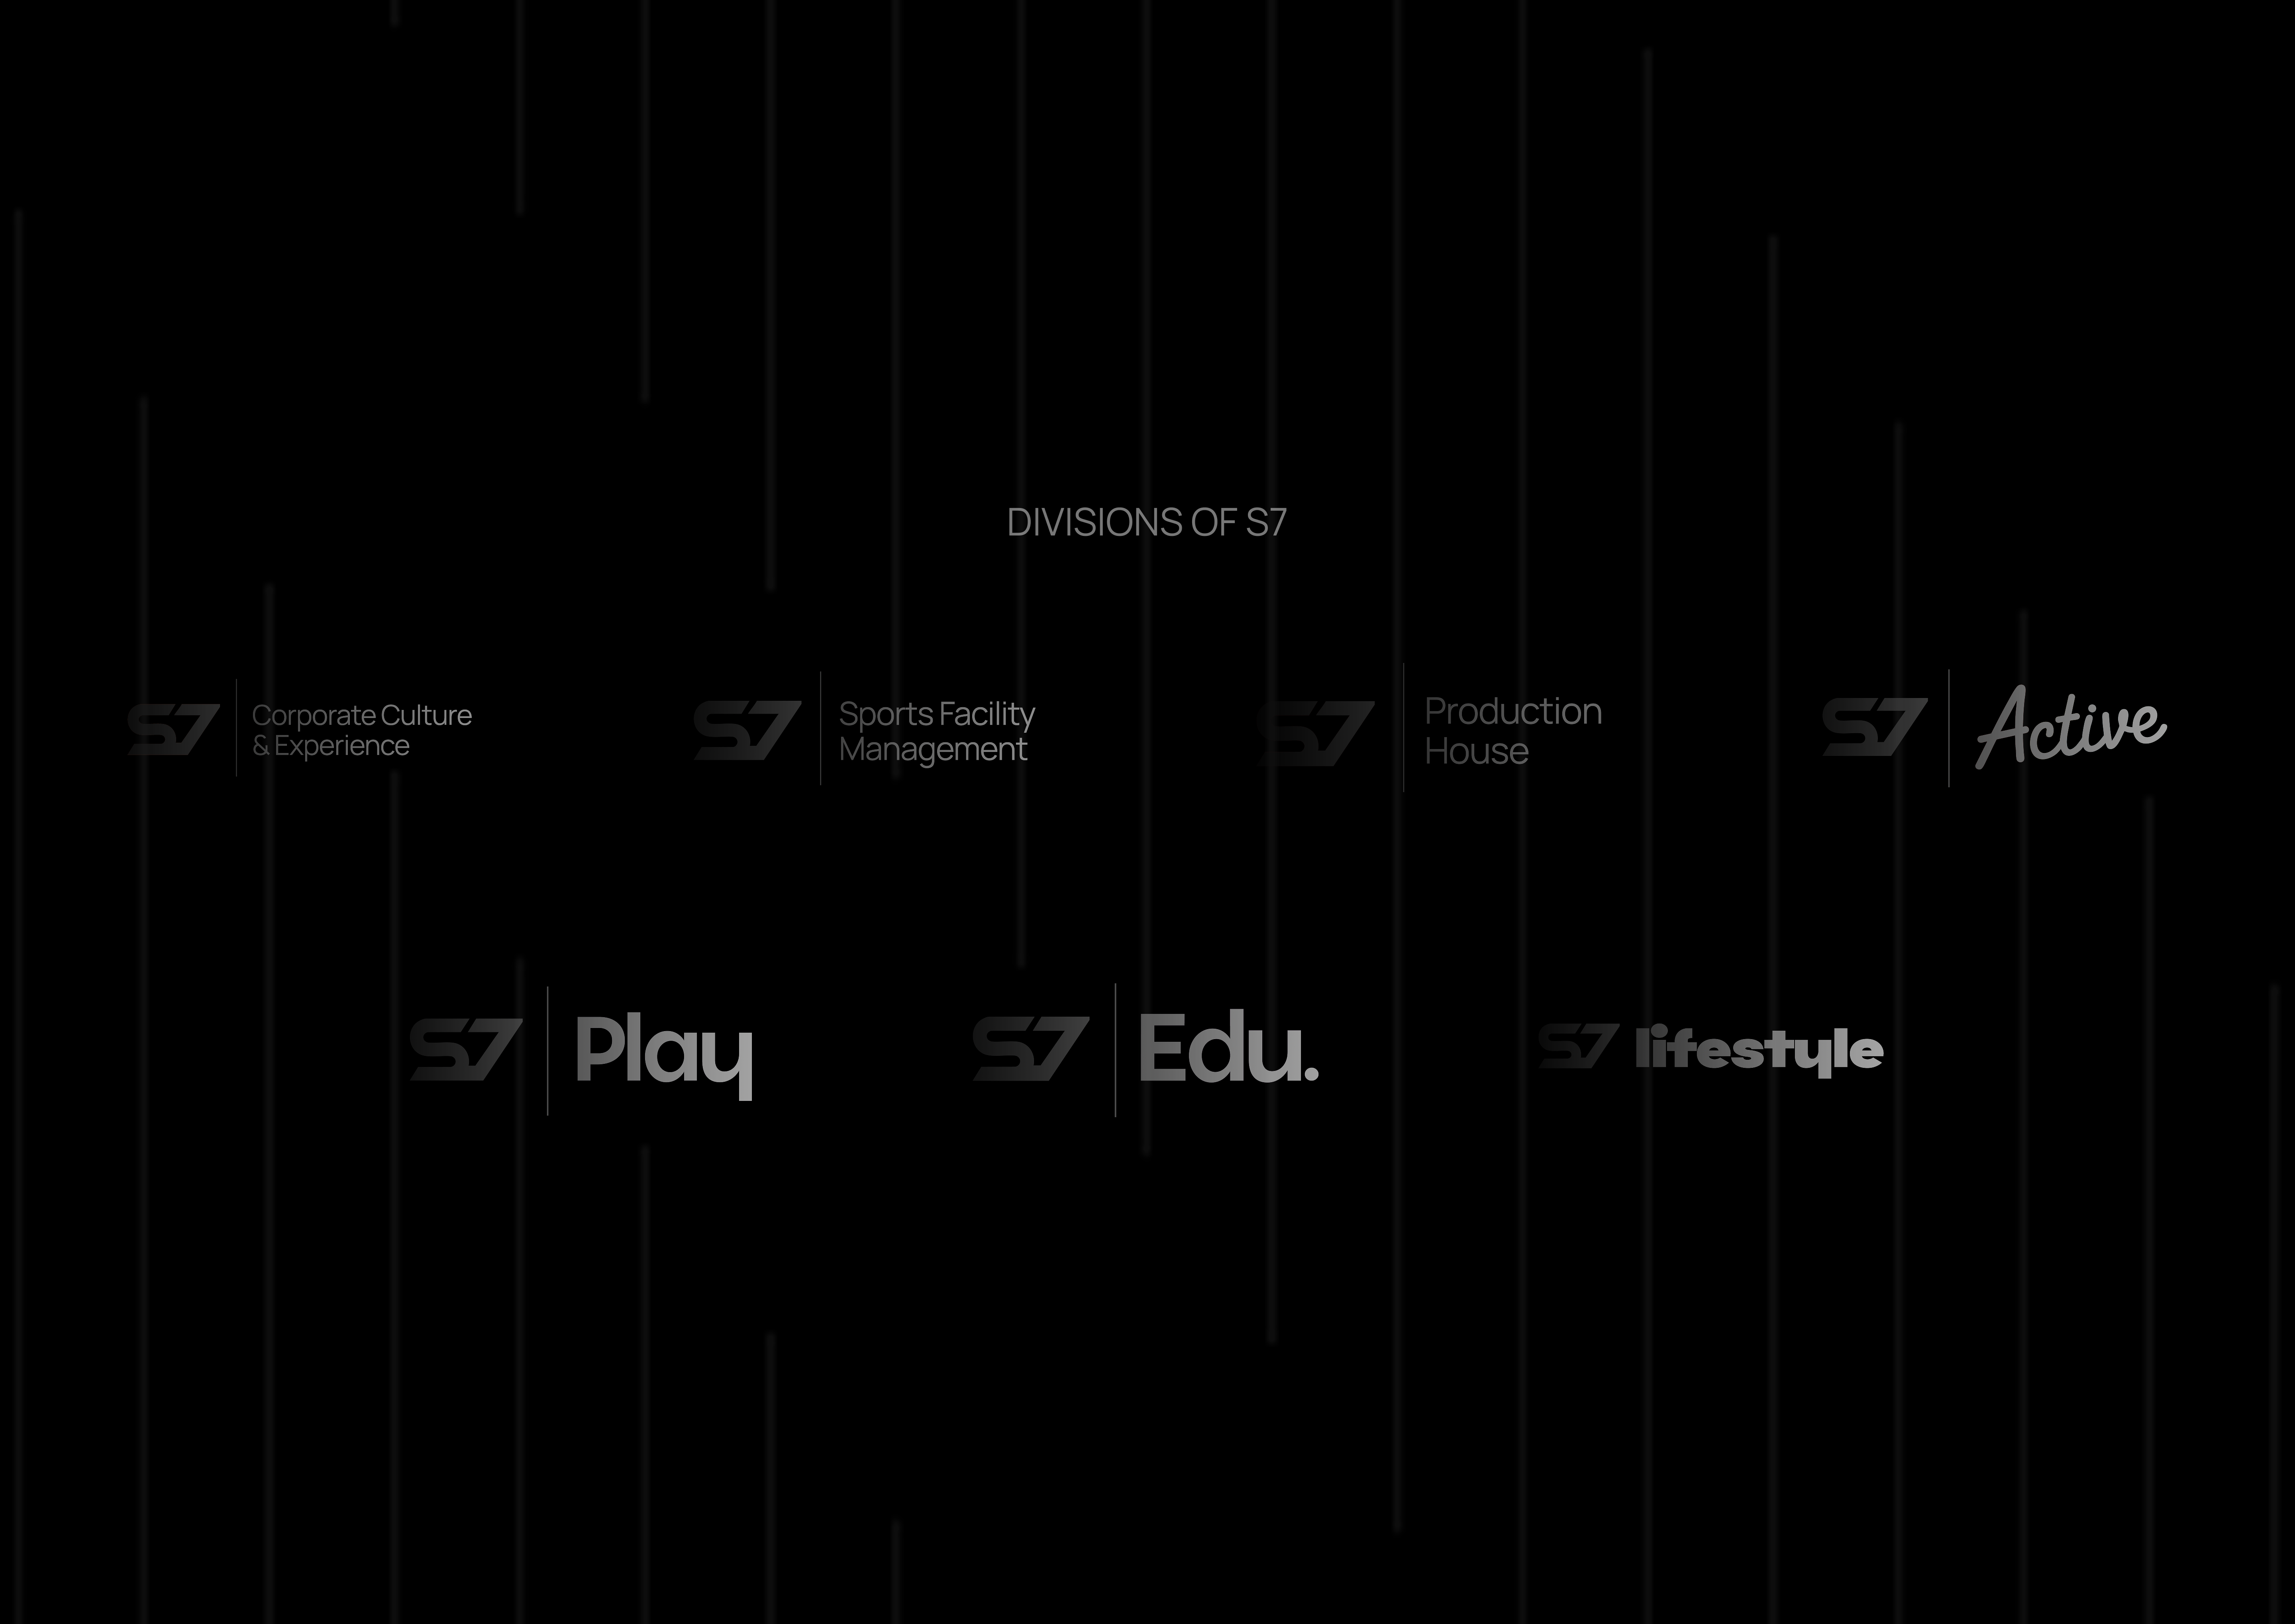 DIVISIONS OF S7
S7 Corporate Culture
& Experience
S7 Sports Facility
Management
S7 Production
House
S7 Active
S7 Play
S7 Edu.
S7 lifestyle